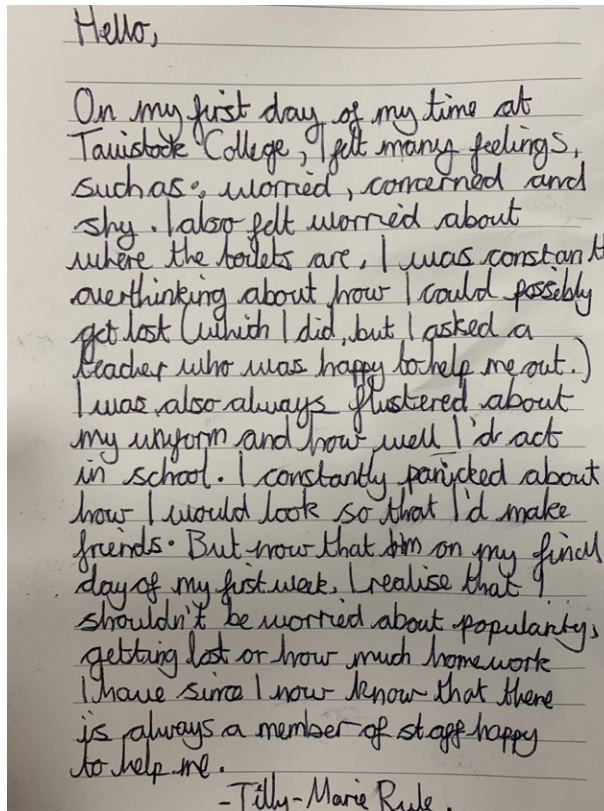 Hello,
On my first day of my time at
Tavistock College, I felt many feelings,
such as, worried, concerned and
shy. I also felt worried about
where the toilets are, I was constant
overthinking about how I could possibly
get lost (which I did, but I asked a
teacher who was happy to help me out.)
I was also always flustered about
my uniform and how well I'd act
in school. I constantly panicked about
how I would look so that I'd make
friends. But now that I'm on my final
day of my first week, I realise that I
shouldn't be worried about popularity,
getting lost or how much homework
I have since I now know that there
is always a member of staff happy
to help me.
-Tilly-Marie Rule.